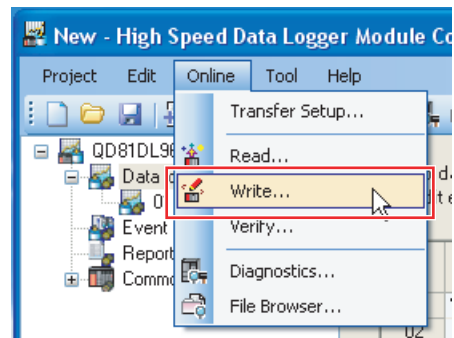 New - High Speed Data Logger Module Co
Project Edit Online Tool Help
Transfer Setup...
QD81DL96
Read...
Data
Write...
Event
Verify...
Report
Diagnostics...
Commo
File Browser...
02